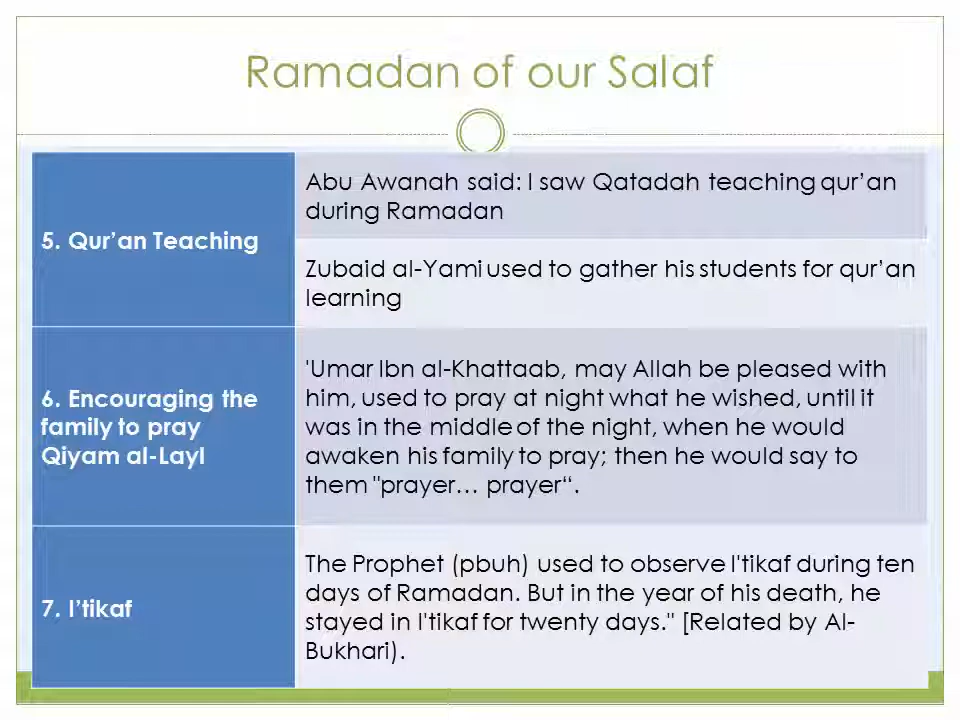 Ramadan of our Salaf
5. Qur’an Teaching
Abu Awanah said: I saw Qatadah teaching qur’an
during Ramadan
Zubaid al-Yami used to gather his students for qur’an
learning
6. Encouraging the
family to pray
Qiyam al-Layl
'Umar Ibn al-Khattaab, may Allah be pleased with
him, used to pray at night what he wished, until it
was in the middle of the night, when he would
awaken his family to pray; then he would say to
them "prayer… prayer“.
7. I’tikaf
The Prophet (pbuh) used to observe I'tikaf during ten
days of Ramadan. But in the year of his death, he
stayed in I'tikaf for twenty days." [Related by Al-
Bukhari).